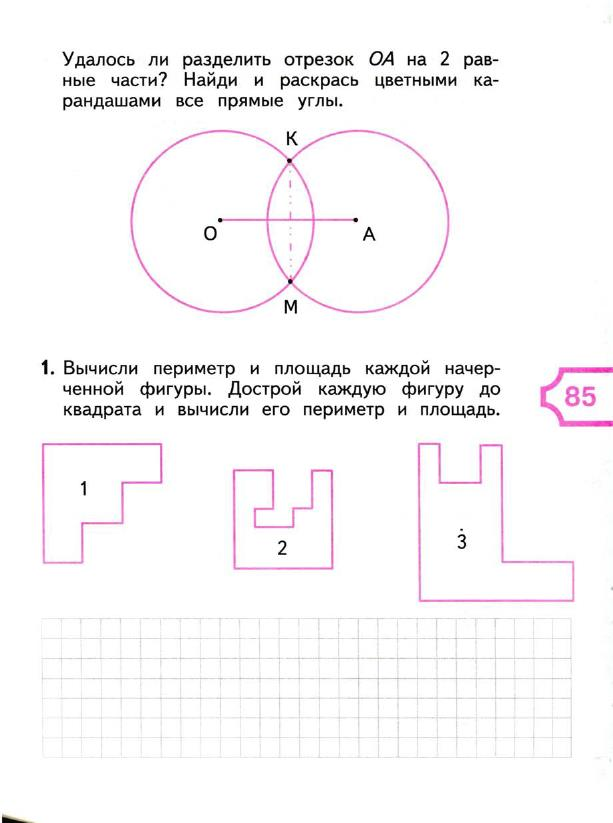 Удалось ли разделить отрезок ОА на 2 рав-
ные части? Найди и раскрась цветными ка-
рандашами все прямые углы.
К
О
А
М
1. Вычисли периметр и площадь каждой начер-
ченной фигуры. Дострой каждую фигуру до
квадрата и вычисли его периметр и площадь.
85
1
2
3